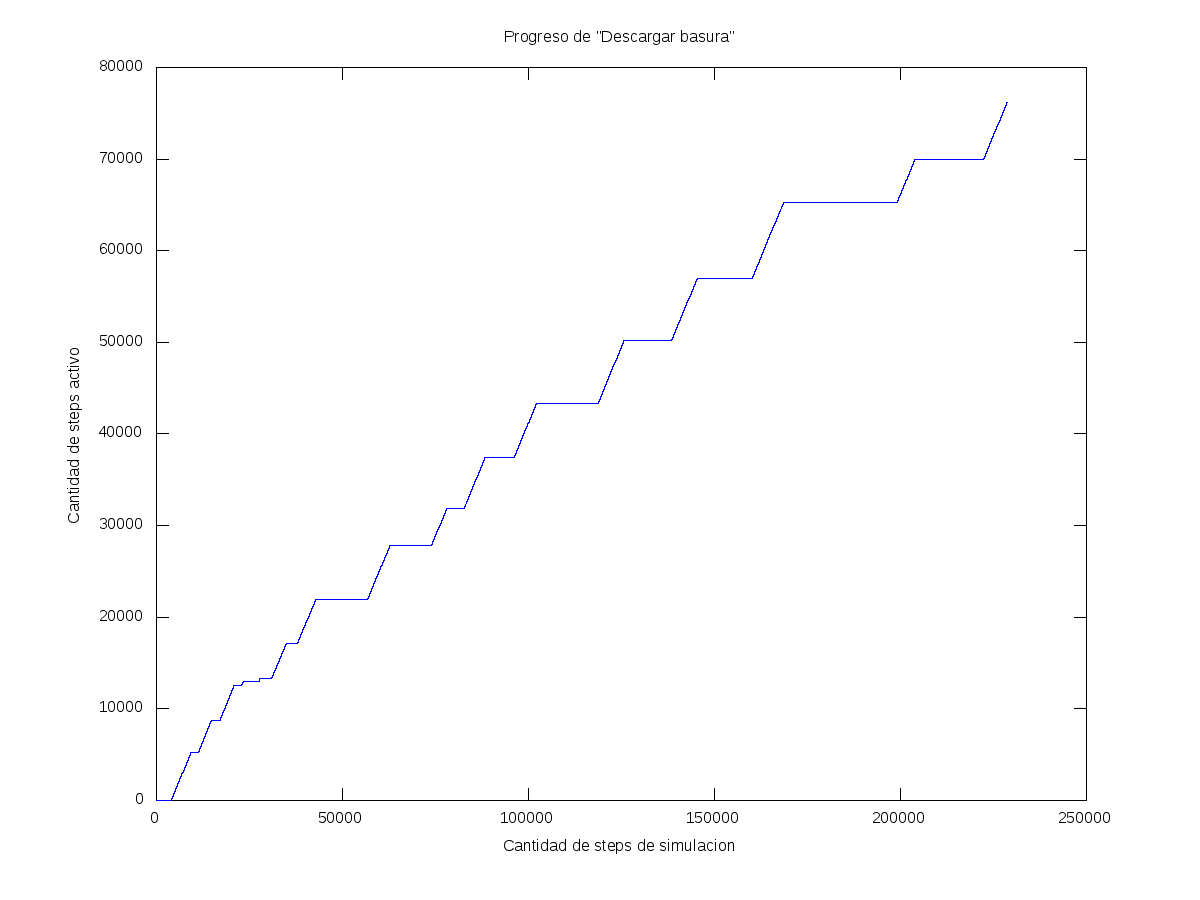 Progreso de "Descargar basura"
80000
70000
60000
50000
40000
30000
20000
10000
0
Cantidad de steps activo
0 50000 100000 150000 200000 250000
Cantidad de steps de simulacion